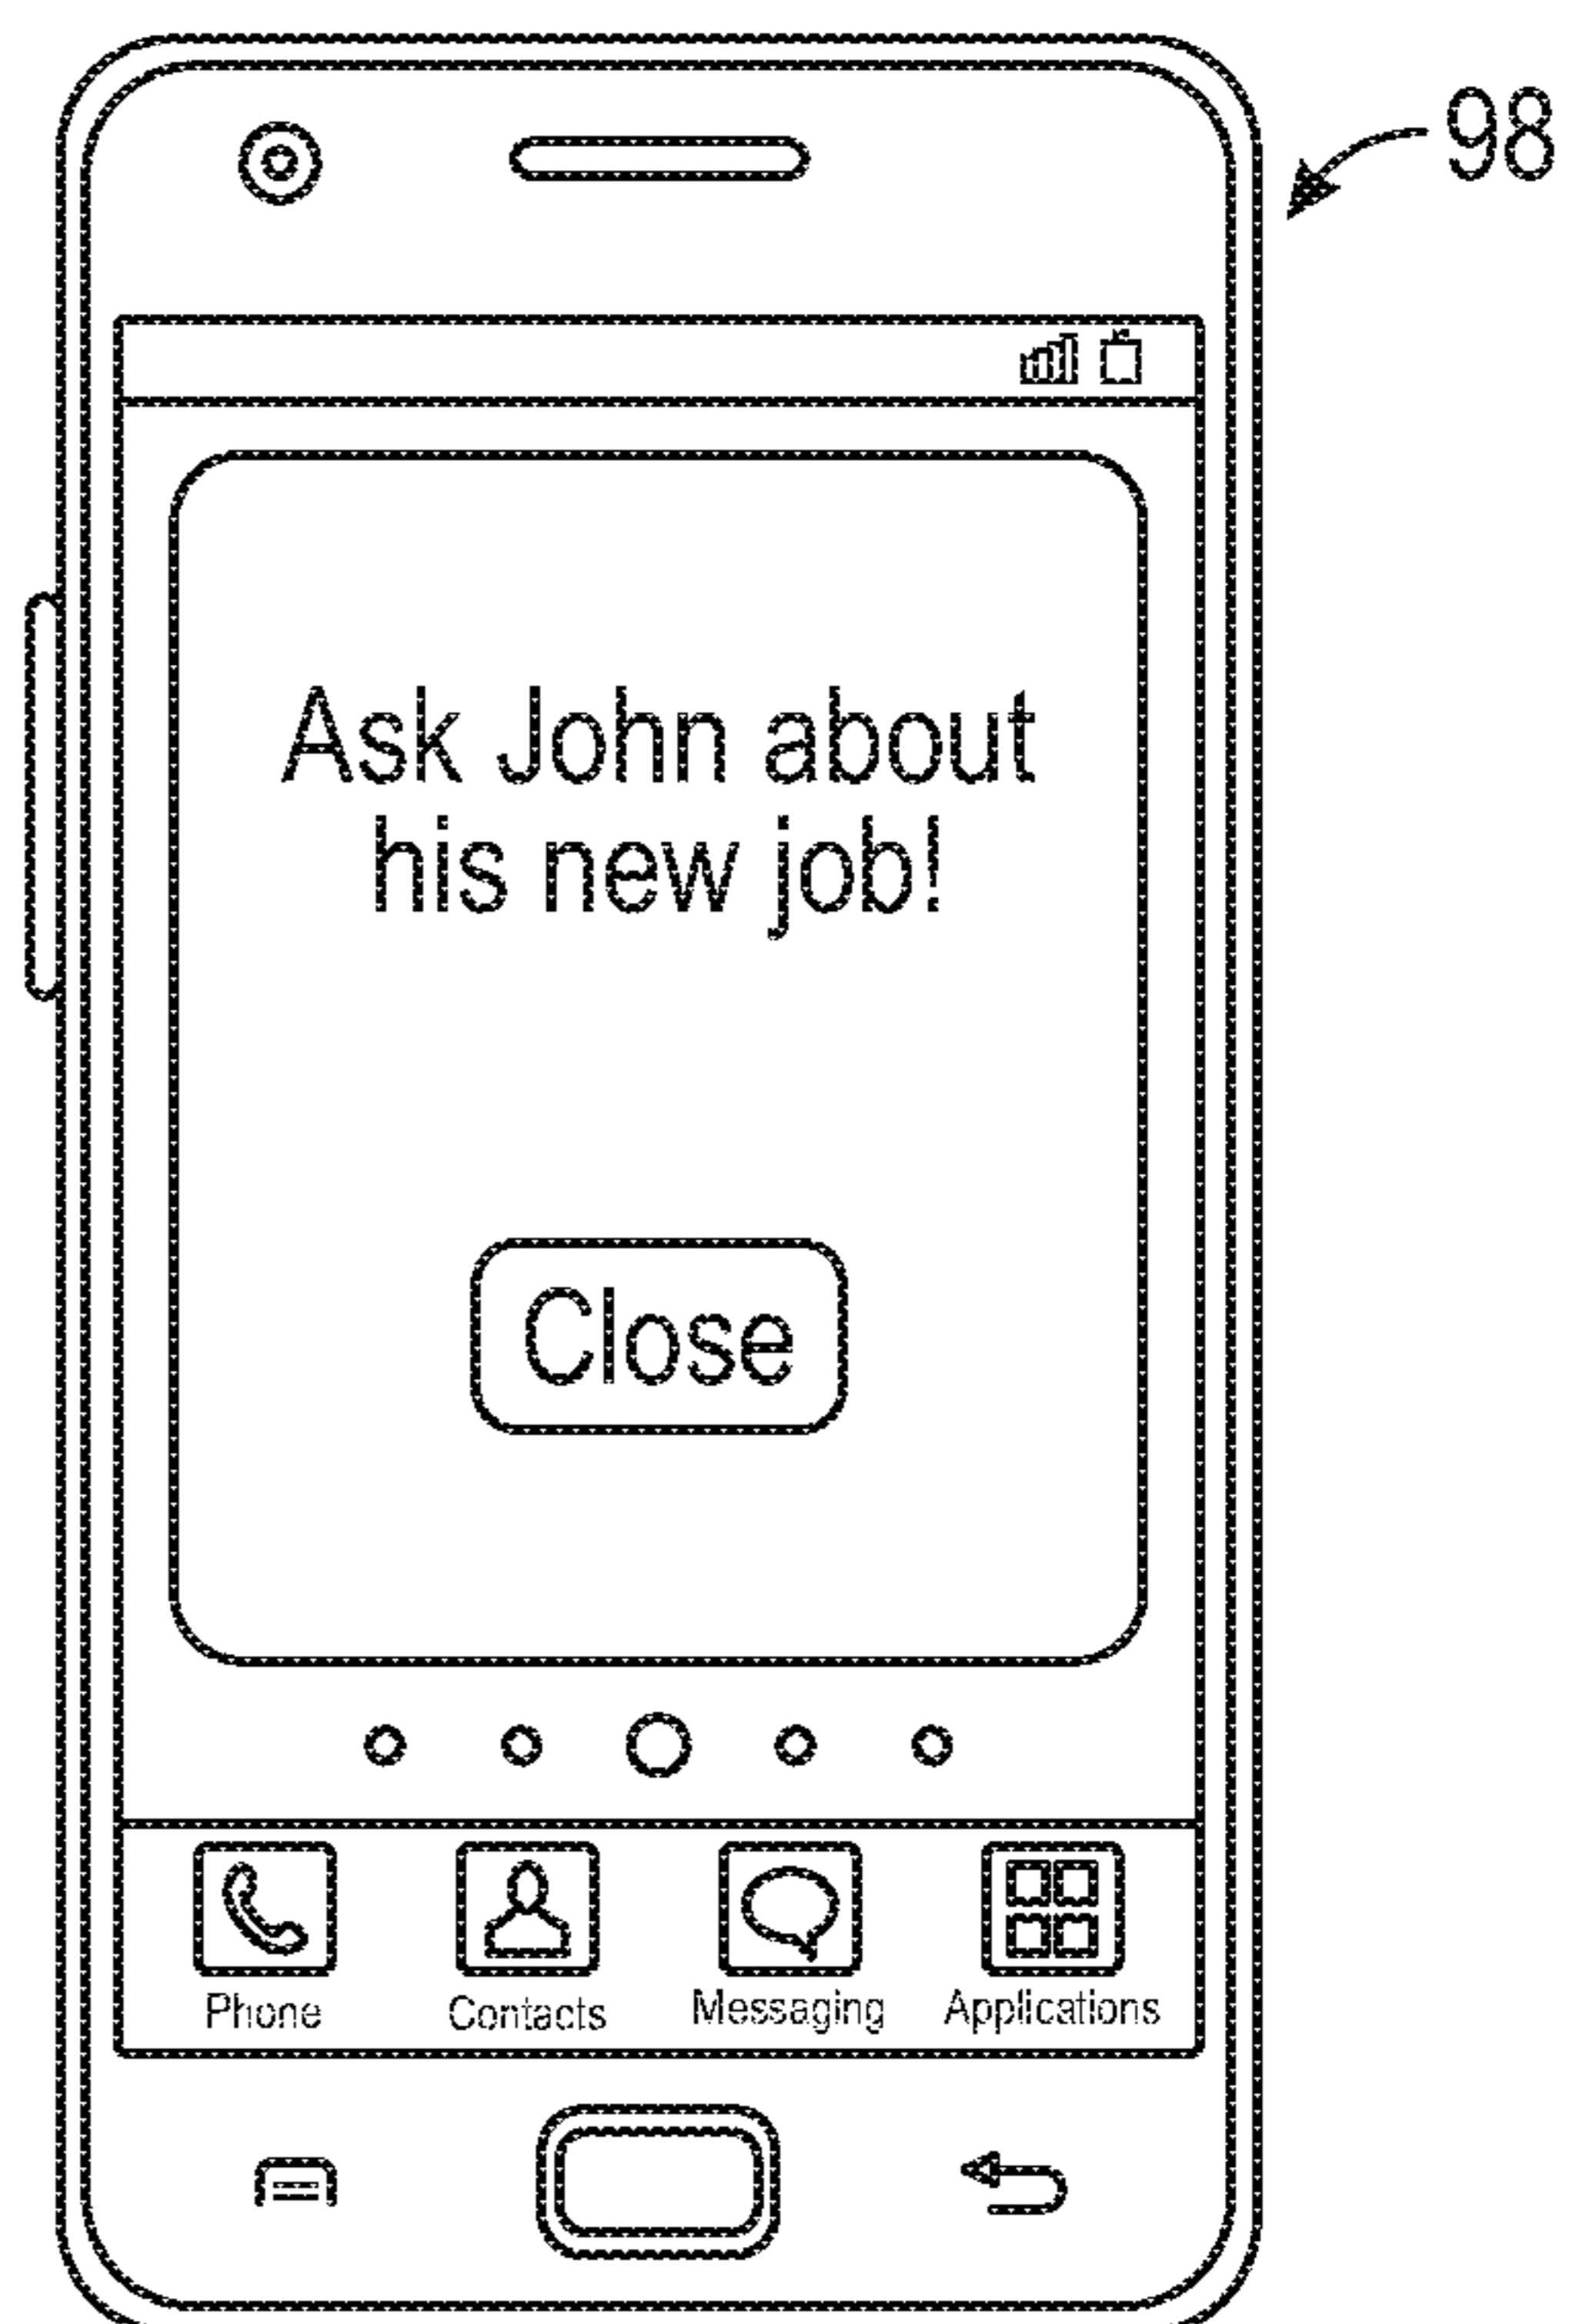 98
Ask John about
his new job!
Close
Phone Contacts Messaging Applications